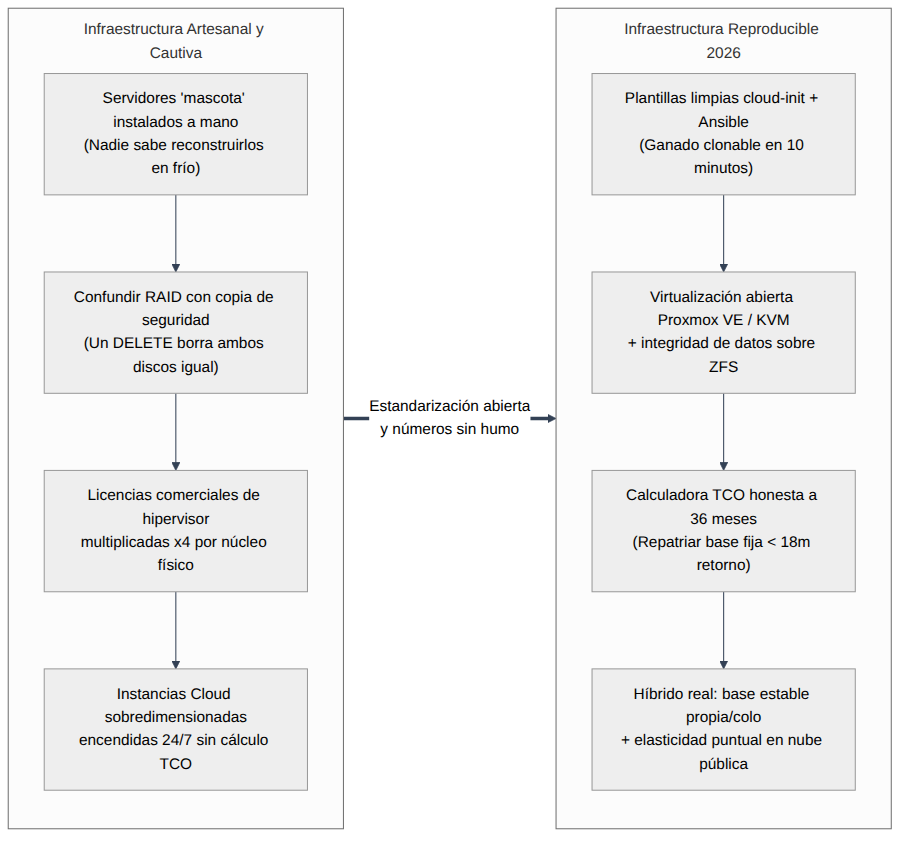 Infraestructura Artesanal y
Cautiva
Servidores 'mascota'
instalados a mano
(Nadie sabe reconstruirlos
en frío)
Confundir RAID con copia de
seguridad
(Un DELETE borra ambos
discos igual)
Licencias comerciales de
hipervisor
multiplicadas x4 por núcleo
físico
Instancias Cloud
sobredimensionadas
encendidas 24/7 sin cálculo
TCO
Estandarización abierta
y números sin humo
Infraestructura Reproducible
2026
Plantillas limpias cloud-init +
Ansible
(Ganado clonable en 10
minutos)
Virtualización abierta
Proxmox VE / KVM
+ integridad de datos sobre
ZFS
Calculadora TCO honesta a
36 meses
(Repatriar base fija < 18m
retorno)
Híbrido real: base estable
propia/colo
+ elasticidad puntual en nube
pública